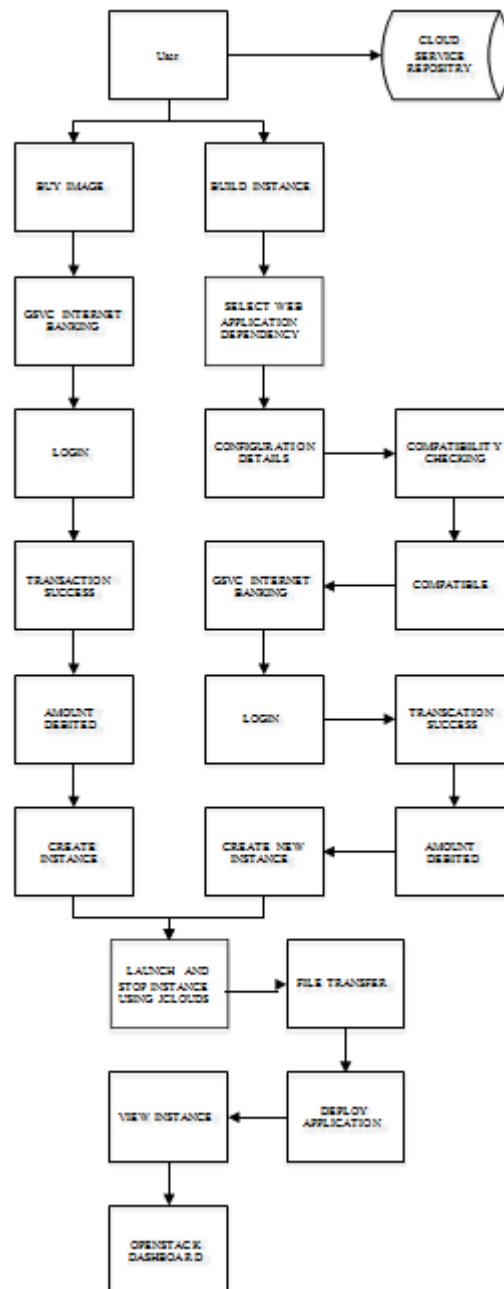 User
CLOUD
SERVICE
REPOSITRY
BUY IMAGE
BUILD INSTANCE
GSVC INTERNET
BANKING
SELECT WEB
APPLICATION
DEPENDENCY
LOGIN
CONFIGURATION
DETAILS
COMPATIBILITY
CHECKING
TRANSACTION
SUCCESS
GSVC INTERNET
BANKING
COMPATIBLE
AMOUNT
DEBITED
LOGIN
TRANSCATION
SUCCESS
CREATE
INSTANCE
CREATE NEW
INSTANCE
AMOUNT
DEBITED
LAUNCH AND
STOP INSTANCE
USING JCLOUDS
FILE TRANSFER
VIEW INSTANCE
DEPLOY
APPLICATION
OPENSTACK
DASHBOARD